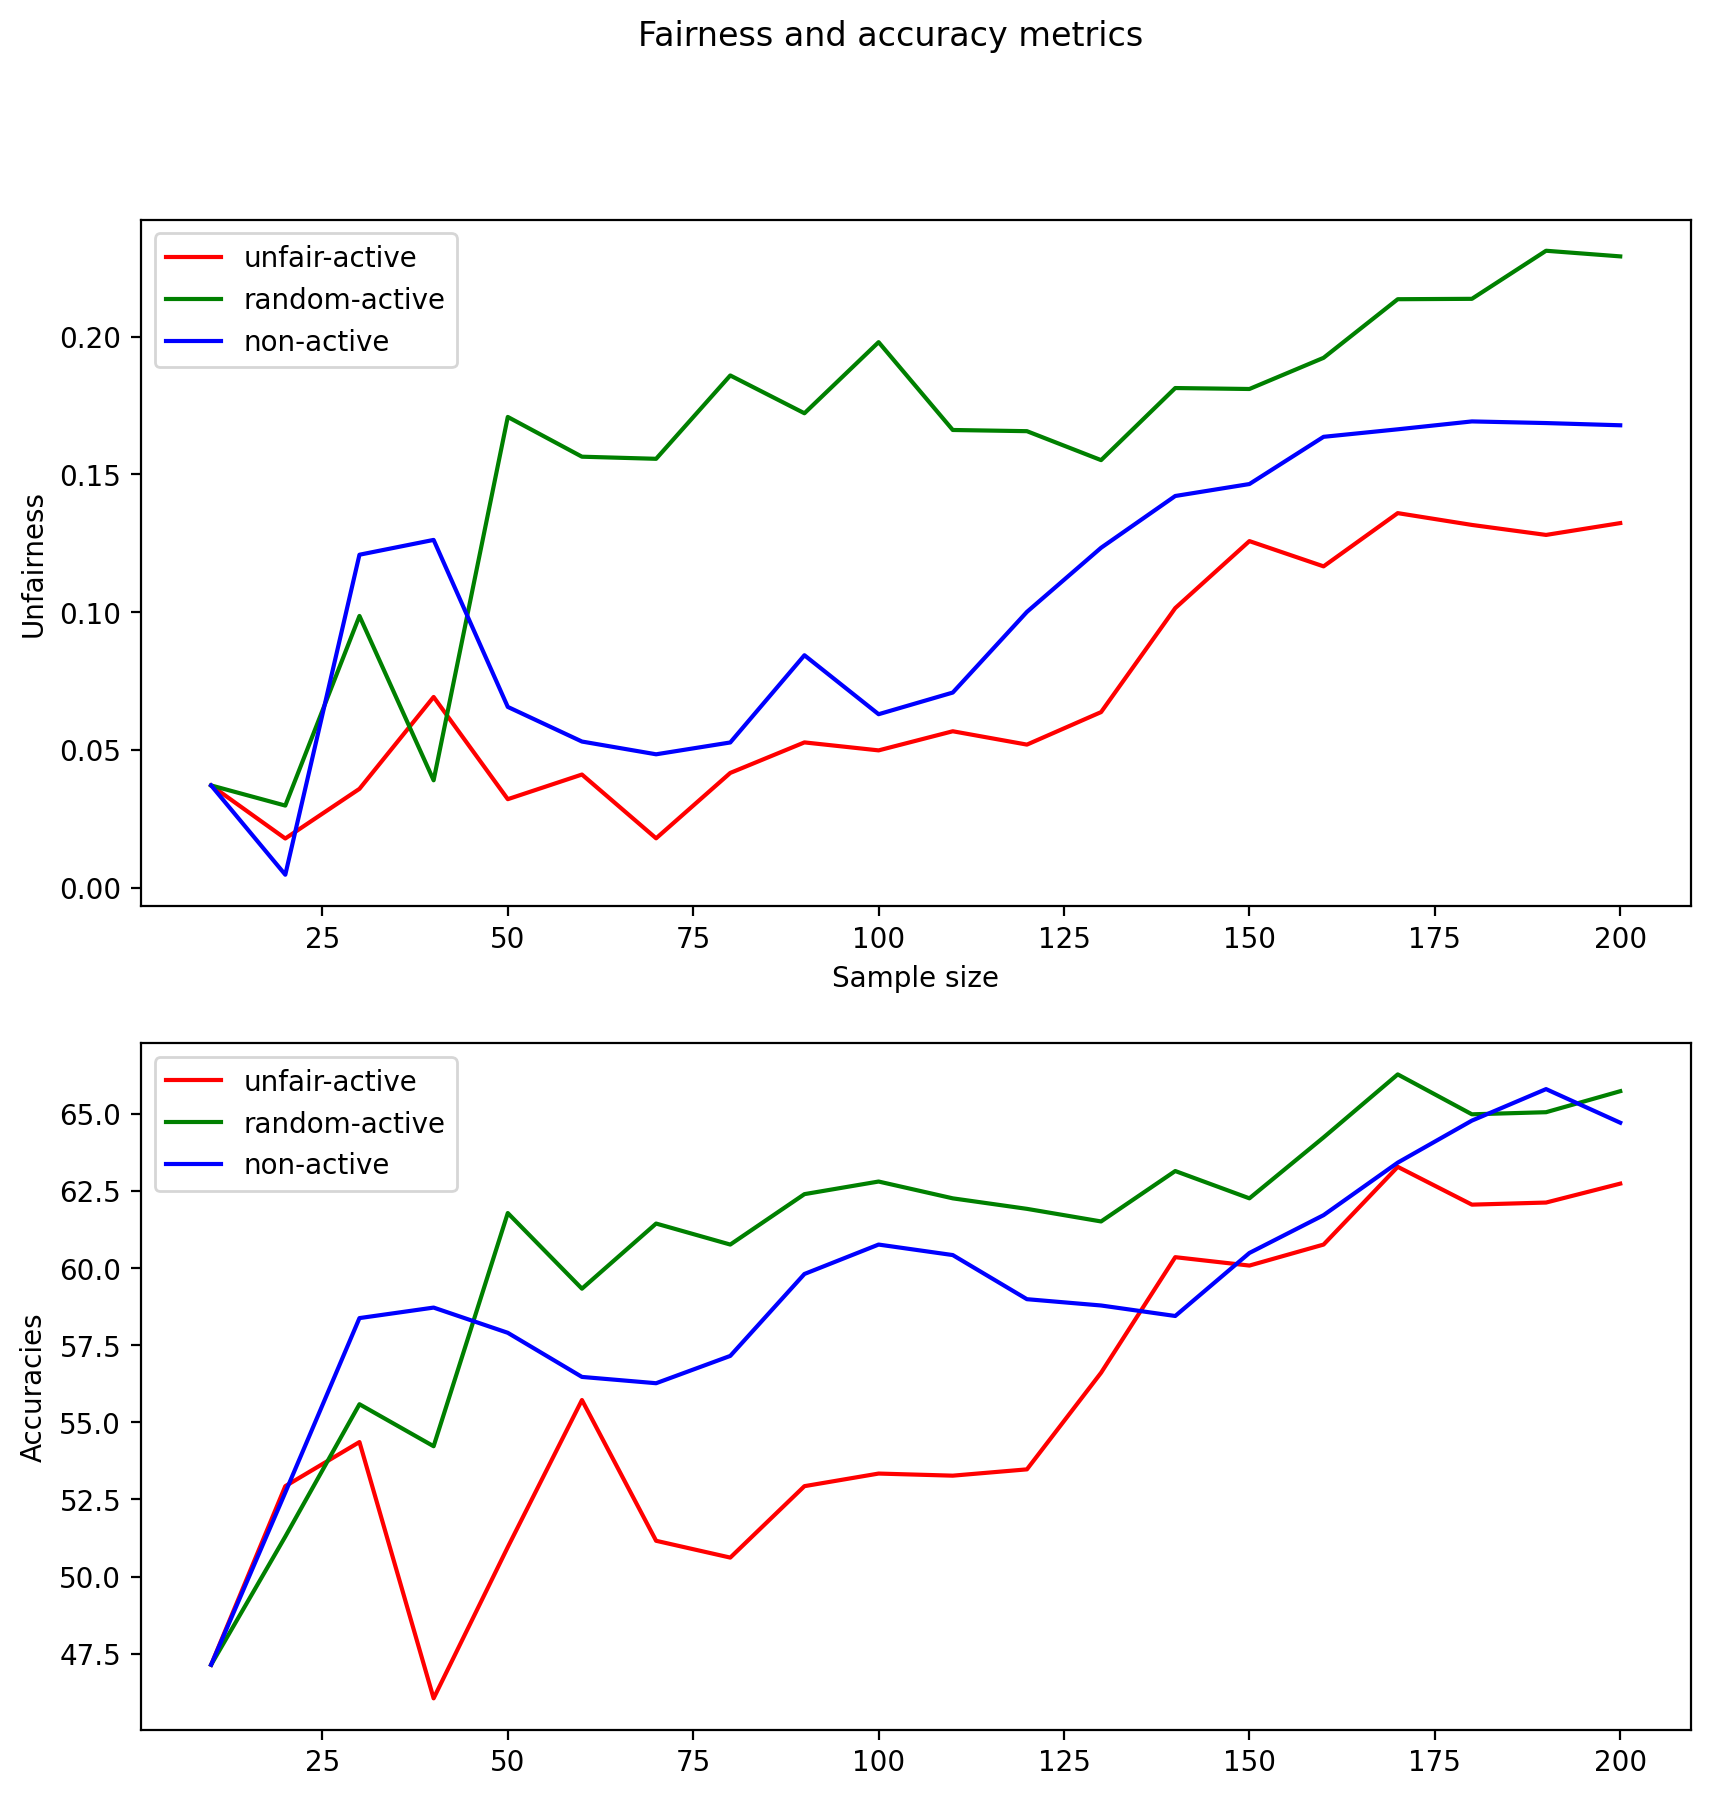 Fairness and accuracy metrics
unfair-active
random-active
non-active
0.20
0.15
0.10
0.05
0.00
Unfairness
25 50 75 100 125 150 175 200
Sample size
unfair-active
random-active
non-active
65.0
62.5
60.0
57.5
55.0
52.5
50.0
47.5
Accuracies
25 50 75 100 125 150 175 200